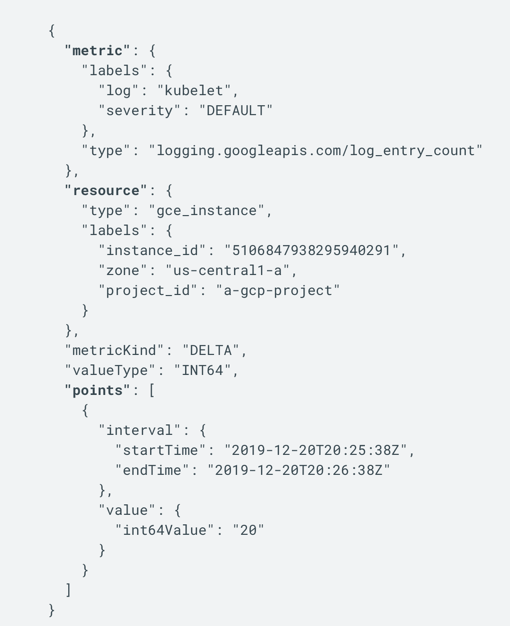 {
  "metric": {
    "labels": {
      "log": "kubelet",
      "severity": "DEFAULT"
    },
    "type": "logging.googleapis.com/log_entry_count"
  },
  "resource": {
    "type": "gce_instance",
    "labels": {
      "instance_id": "5106847938295940291",
      "zone": "us-central1-a",
      "project_id": "a-gcp-project"
    }
  },
  "metricKind": "DELTA",
  "valueType": "INT64",
  "points": [
    {
      "interval": {
        "startTime": "2019-12-20T20:25:38Z",
        "endTime": "2019-12-20T20:26:38Z"
      },
      "value": {
        "int64Value": "20"
      }
    }
  ]
}